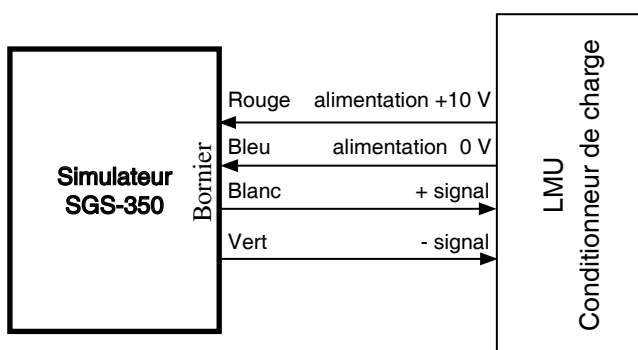 Simulateur
SGS-350
Bornier
Rouge alimentation +10 V
Bleu alimentation 0 V
Blanc + signal
Vert - signal
LMU
Conditionneur de charge